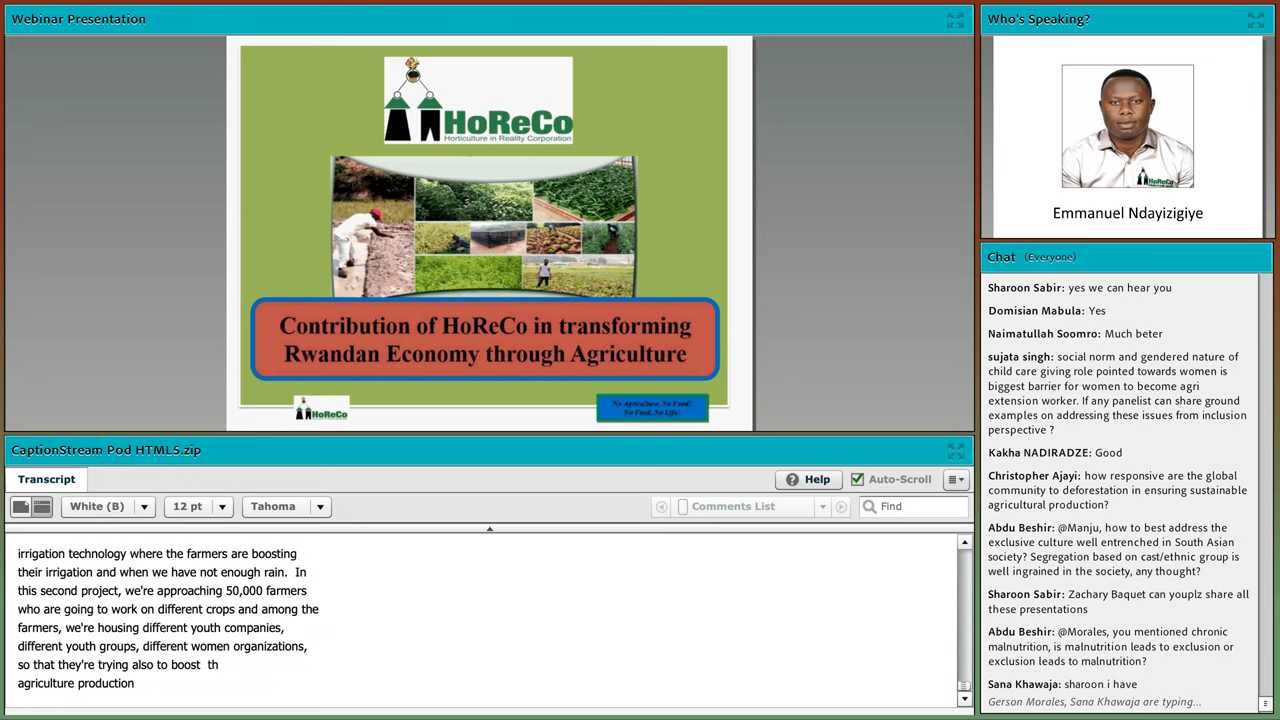 Webinar Presentation
HoReCo
Horticulture in Reality Corporation
Contribution of HoReCo in transforming
Rwandan Economy through Agriculture
HoReCo
No Agriculture, No Food!
No Food, No Life!
Who's Speaking?
HoReCo
Emmanuel Ndayizigiye
Chat (Everyone)
Sharoon Sabir: yes we can hear you
Domisian Mabula: Yes
Naimatullah Soomro: Much beter
sujata singh: social norm and gendered nature of
child care giving role pointed towards women is
biggest barrier for women to become agri
extension worker. If any panelist can share ground
examples on addressing these issues from inclusion
perspective ?
Kakha NADIRADZE: Good
Christopher Ajayi: how responsive are the global
community to deforestation in ensuring sustainable
agricultural production?
Abdu Beshir: @Manju, how to best address the
exclusive culture well entrenched in South Asian
society? Segregation based on cast/ethnic group is
well ingrained in the society, any thought?
Sharoon Sabir: Zachary Baquet can youplz share all
these presentations
Abdu Beshir: @Morales, you mentioned chronic
malnutrition, is malnutrition leads to exclusion or
exclusion leads to malnutrition?
Sana Khawaja: sharoon i have
Gerson Morales, Sana Khawaja are typing...
CaptionStream Pod HTML5.zip
Transcript
Help
Auto-Scroll
White (B)
12 pt
Tahoma
Comments List
Find
irrigation technology where the farmers are boosting
their irrigation and when we have not enough rain. In
this second project, we're approaching 50,000 farmers
who are going to work on different crops and among the
farmers, we're housing different youth companies,
different youth groups, different women organizations,
so that they're trying also to boost th
agriculture production